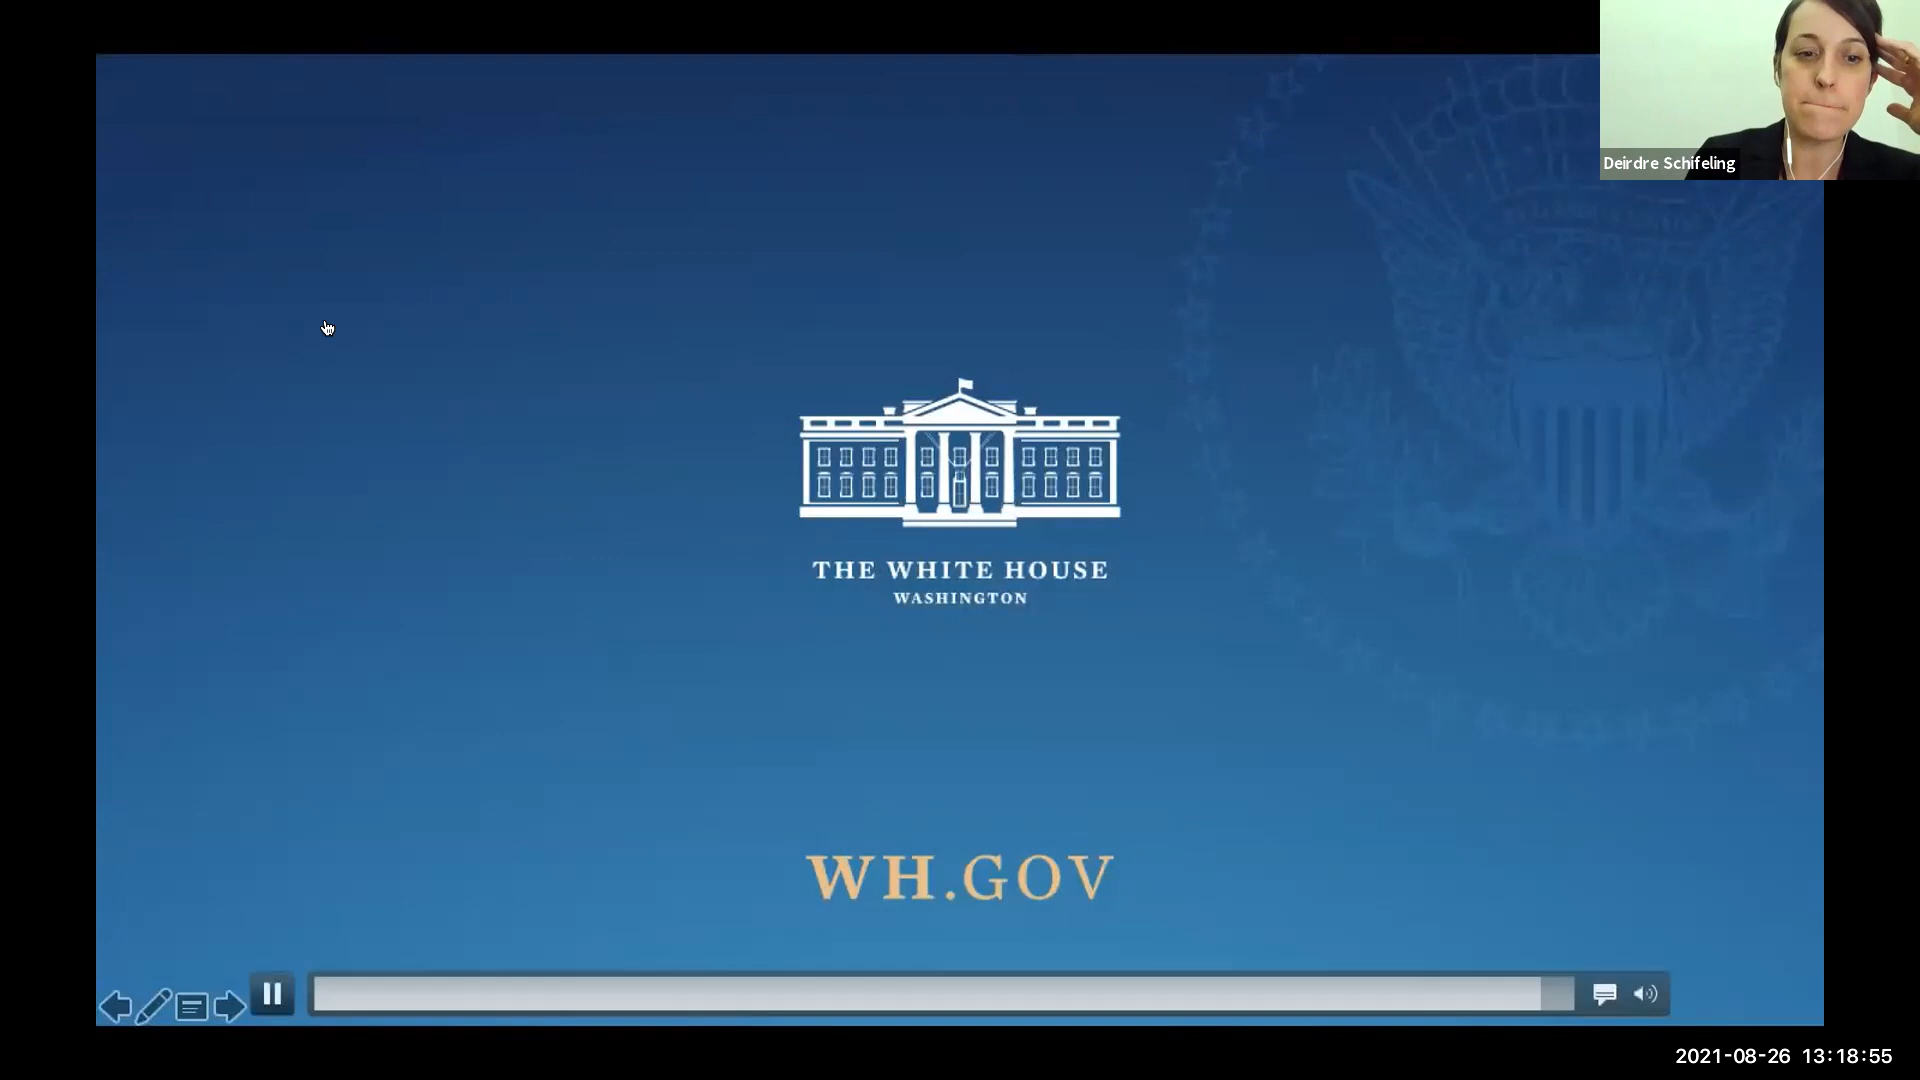 Deirdre Schifeling
THE WHITE HOUSE
WASHINGTON
WH.GOV
2021-08-26 13:18:55